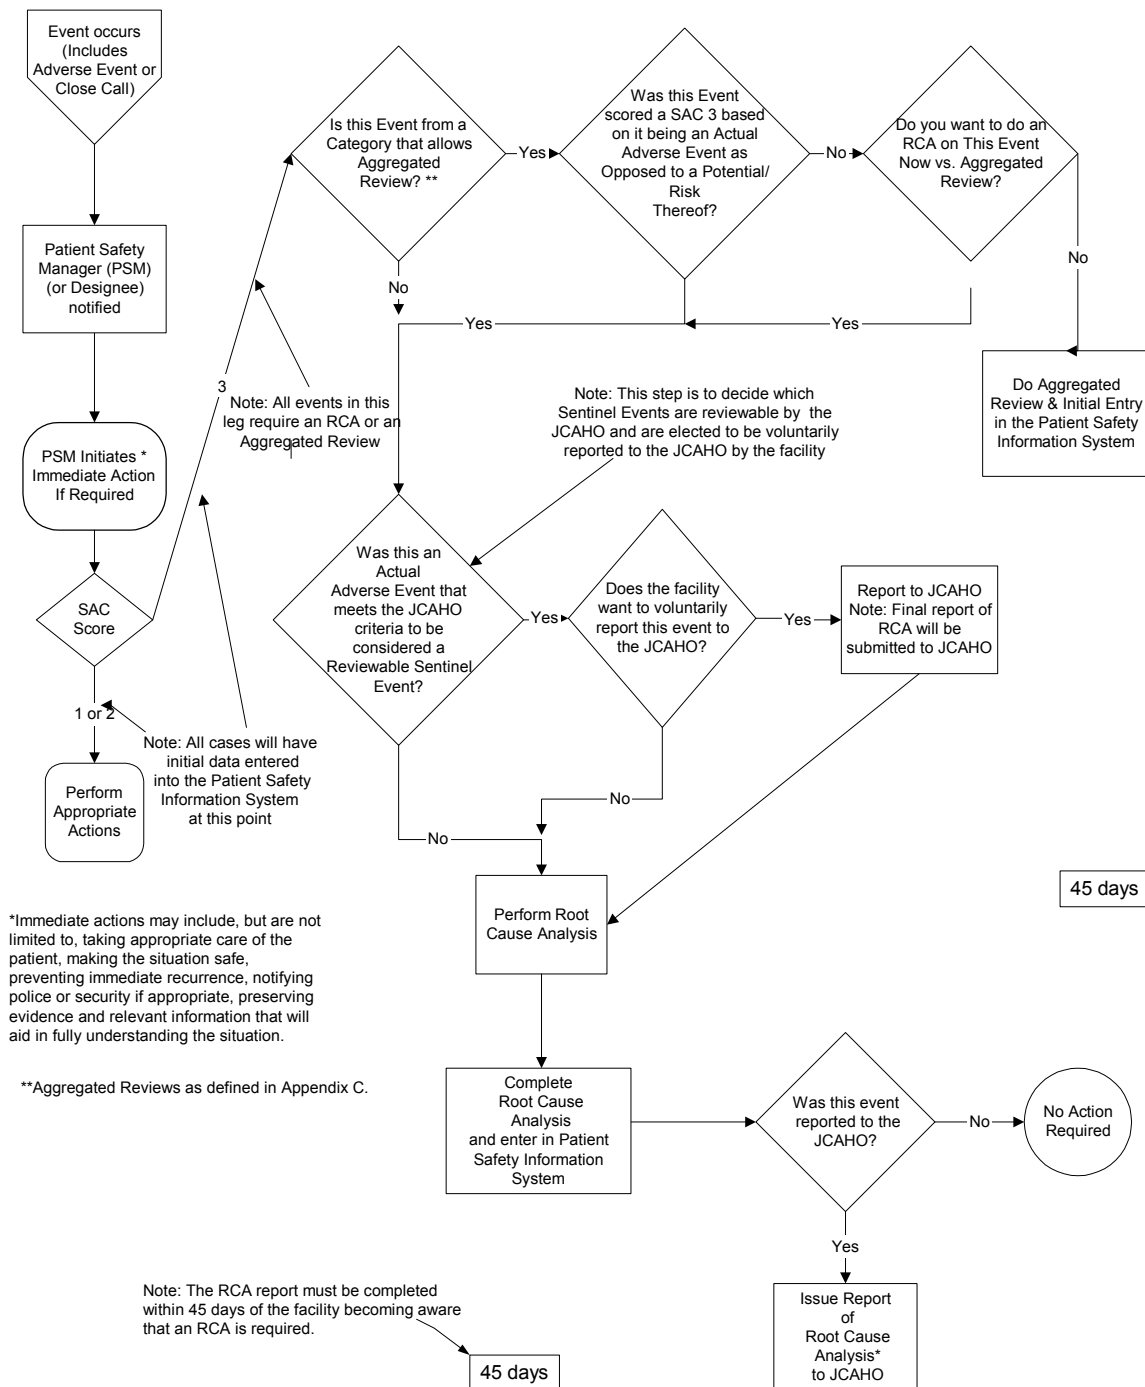 Event occurs
(Includes
Adverse Event or
Close Call)
Patient Safety
Manager (PSM)
(or Designee)
notified
PSM Initiates *
Immediate Action
If Required
SAC
Score
1 or 2
Perform
Appropriate
Actions
3
Note: All events in this
leg require an RCA or an
Aggregated Review
Note: All cases will have
initial data entered
into the Patient Safety
Information System
at this point
Is this Event from a
Category that allows
Aggregated
Review? **
Yes
No
Was this Event
scored a SAC 3 based
on it being an Actual
Adverse Event as
Opposed to a Potential/
Risk
Thereof?
No
Yes
Do you want to do an
RCA on This Event
Now vs. Aggregated
Review?
No
Yes
Do Aggregated
Review & Initial Entry
in the Patient Safety
Information System
Note: This step is to decide which
Sentinel Events are reviewable by the
JCAHO and are elected to be voluntarily
reported to the JCAHO by the facility
Was this an
Actual
Adverse Event that
meets the JCAHO
criteria to be
considered a
Reviewable Sentinel
Event?
Yes
No
Does the facility
want to voluntarily
report this event to
the JCAHO?
Yes
No
Report to JCAHO
Note: Final report of
RCA will be
submitted to JCAHO
Perform Root
Cause Analysis
45 days
*Immediate actions may include, but are not
limited to, taking appropriate care of the
patient, making the situation safe,
preventing immediate recurrence, notifying
police or security if appropriate, preserving
evidence and relevant information that will
aid in fully understanding the situation.
**Aggregated Reviews as defined in Appendix C.
Complete
Root Cause
Analysis
and enter in Patient
Safety Information
System
Was this event
reported to the
JCAHO?
No
No Action
Required
Yes
Issue Report
of
Root Cause
Analysis*
to JCAHO
Note: The RCA report must be completed
within 45 days of the facility becoming aware
that an RCA is required.
45 days